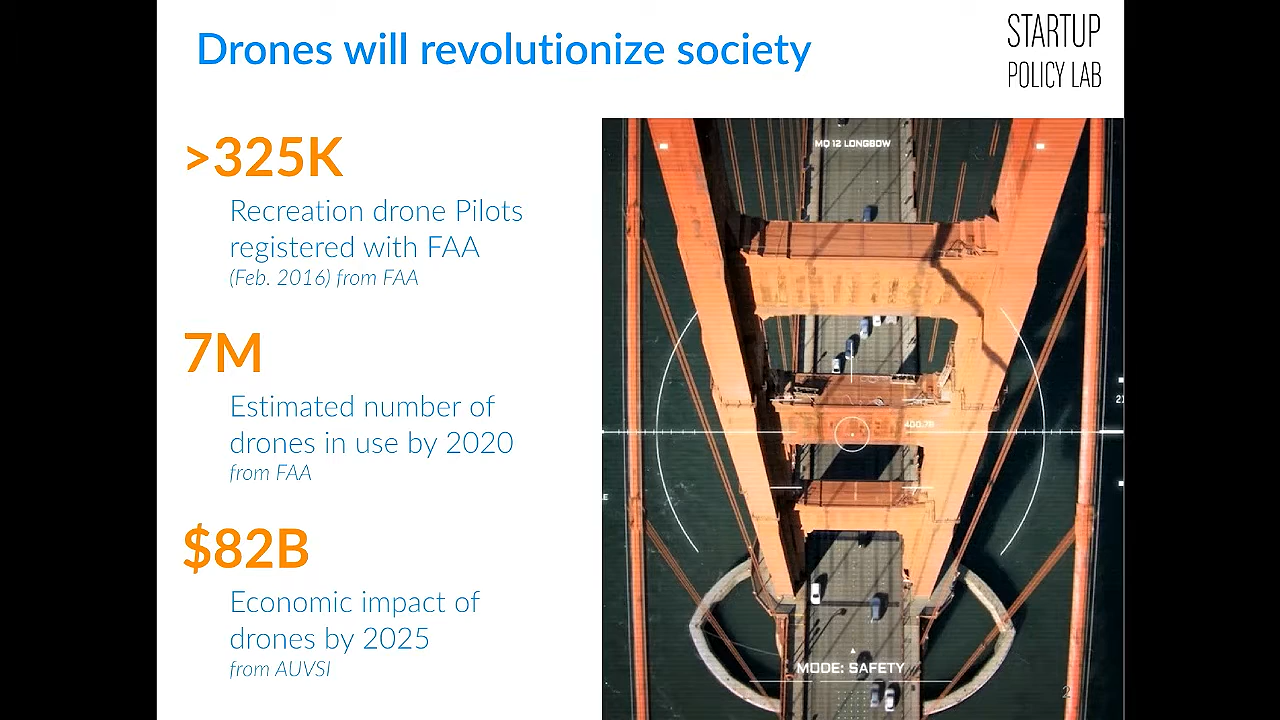 Drones will revolutionize society
STARTUP
POLICY LAB
>325K
Recreation drone Pilots
registered with FAA
(Feb. 2016) from FAA
7M
Estimated number of
drones in use by 2020
from FAA
$82B
Economic impact of
drones by 2025
from AUVSI
MQ 12 LONGBOW
MODE: SAFETY
2